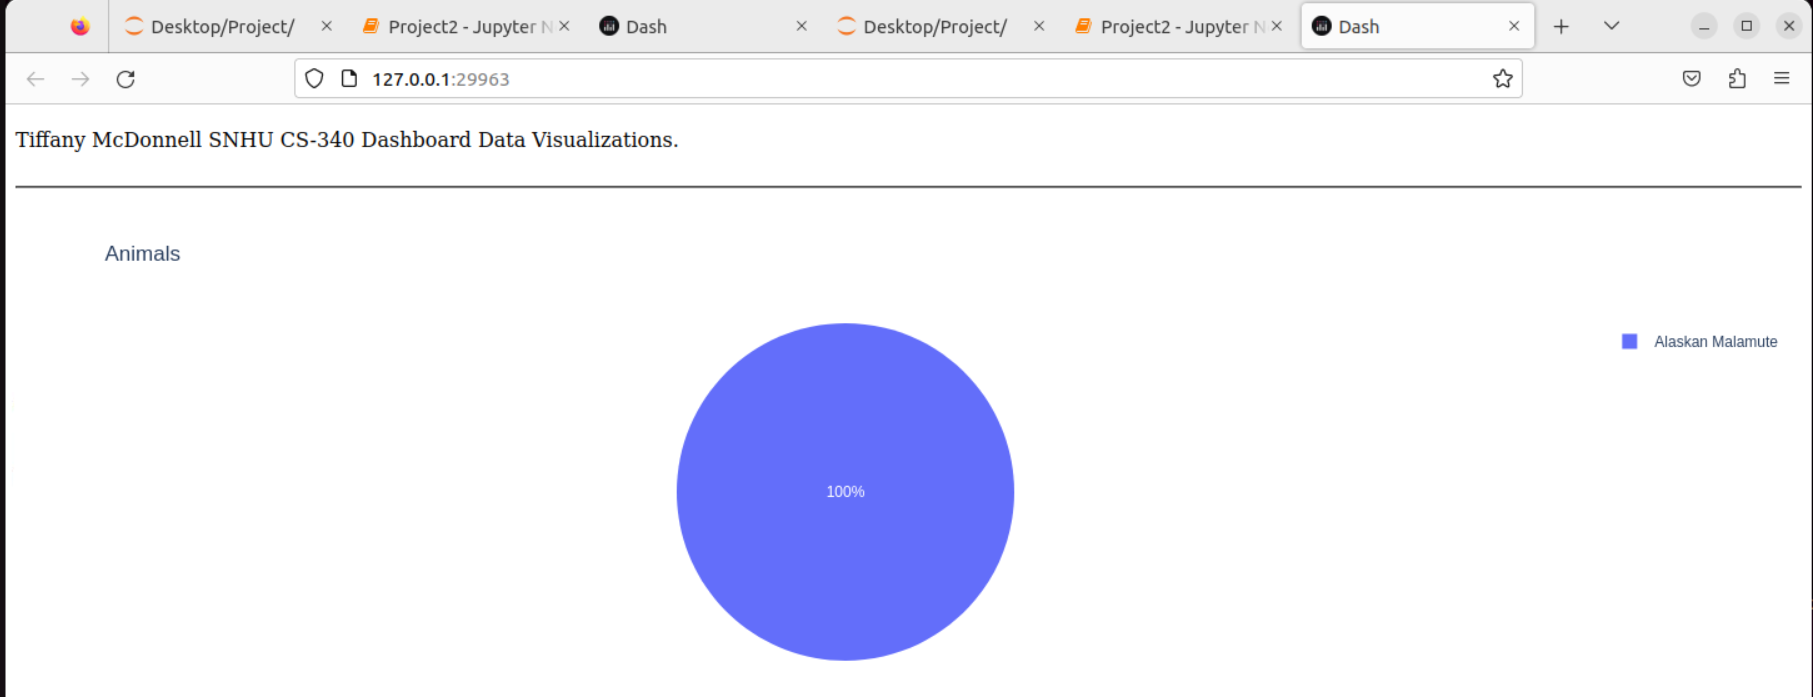 Desktop/Project/ Project2 - Jupyter N Dash Desktop/Project/ Project2 - Jupyter N Dash
127.0.0.1:29963
Tiffany McDonnell SNHU CS-340 Dashboard Data Visualizations.
Animals
Alaskan Malamute
100%